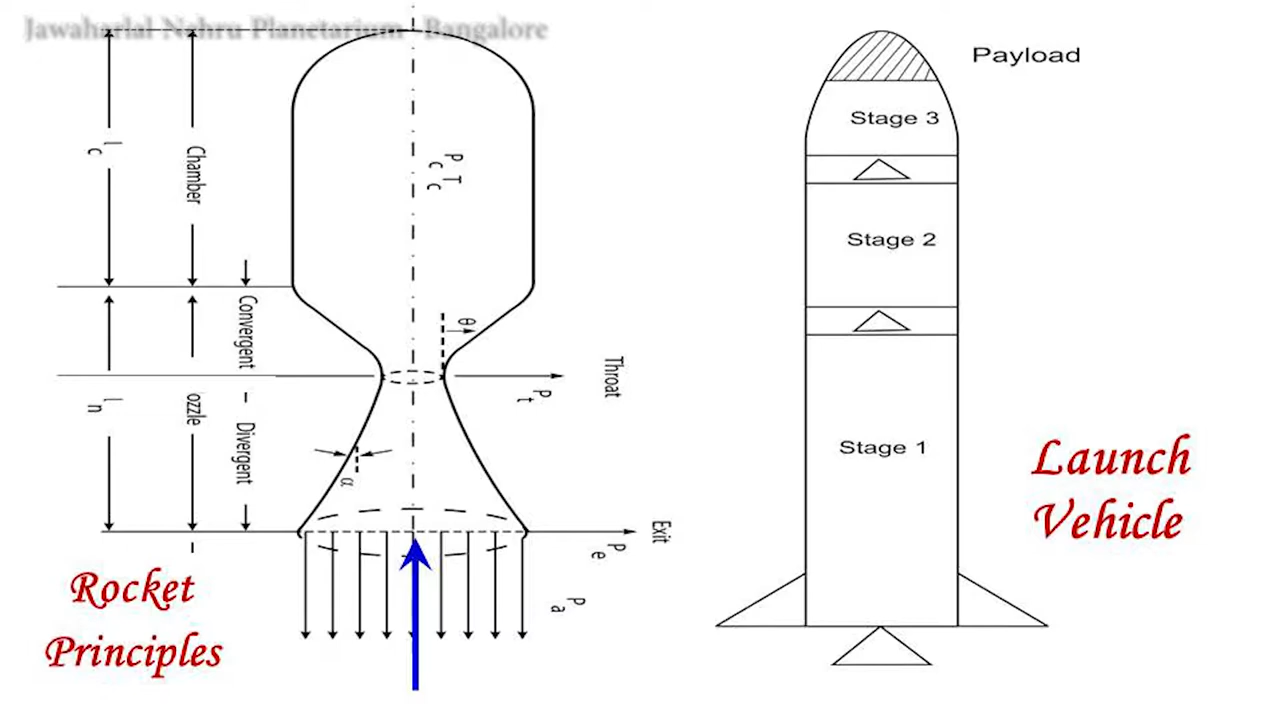 Jawaharlal Nahru Planetarium -Bangalore
l c
Chamber
P c T c
Convergent - Divergent
l n
ozzle
θ
Throat
P t
α
Exit
P e
P a
Rocket
Principles
Payload
Stage 3
Stage 2
Stage 1
Launch
Vehicle